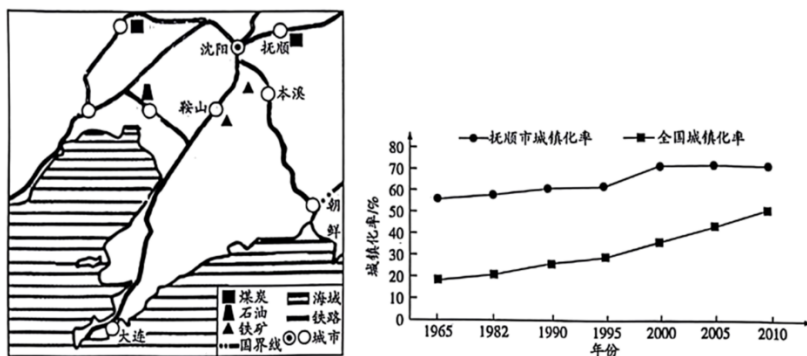 沈阳
抚顺
鞍山
本溪
朝
鲜
大连
煤炭
石油
铁矿
国界线
海域
铁路
城市
抚顺市城镇化率
全国城镇化率
城镇化率/%
80
70
60
50
40
30
20
10
0
1965 1982 1990 1995 2000 2005 2010
年份